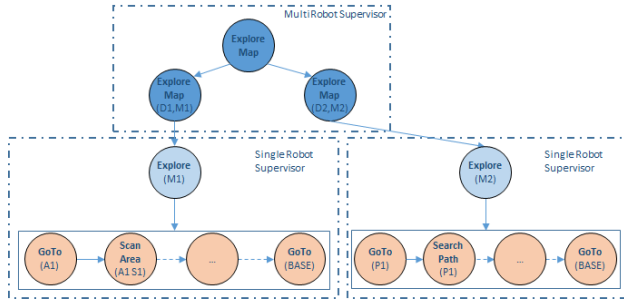 MultiRobot Supervisor
Explore
Map
Explore
Map
(D1,M1)
Explore
Map
(D2,M2)
Explore
(M1)
Single Robot
Supervisor
GoTo
(A1)
Scan
Area
(A1 S1)
...
GoTo
(BASE)
Explore
(M2)
Single Robot
Supervisor
GoTo
(P1)
Search
Path
(P1)
...
GoTo
(BASE)